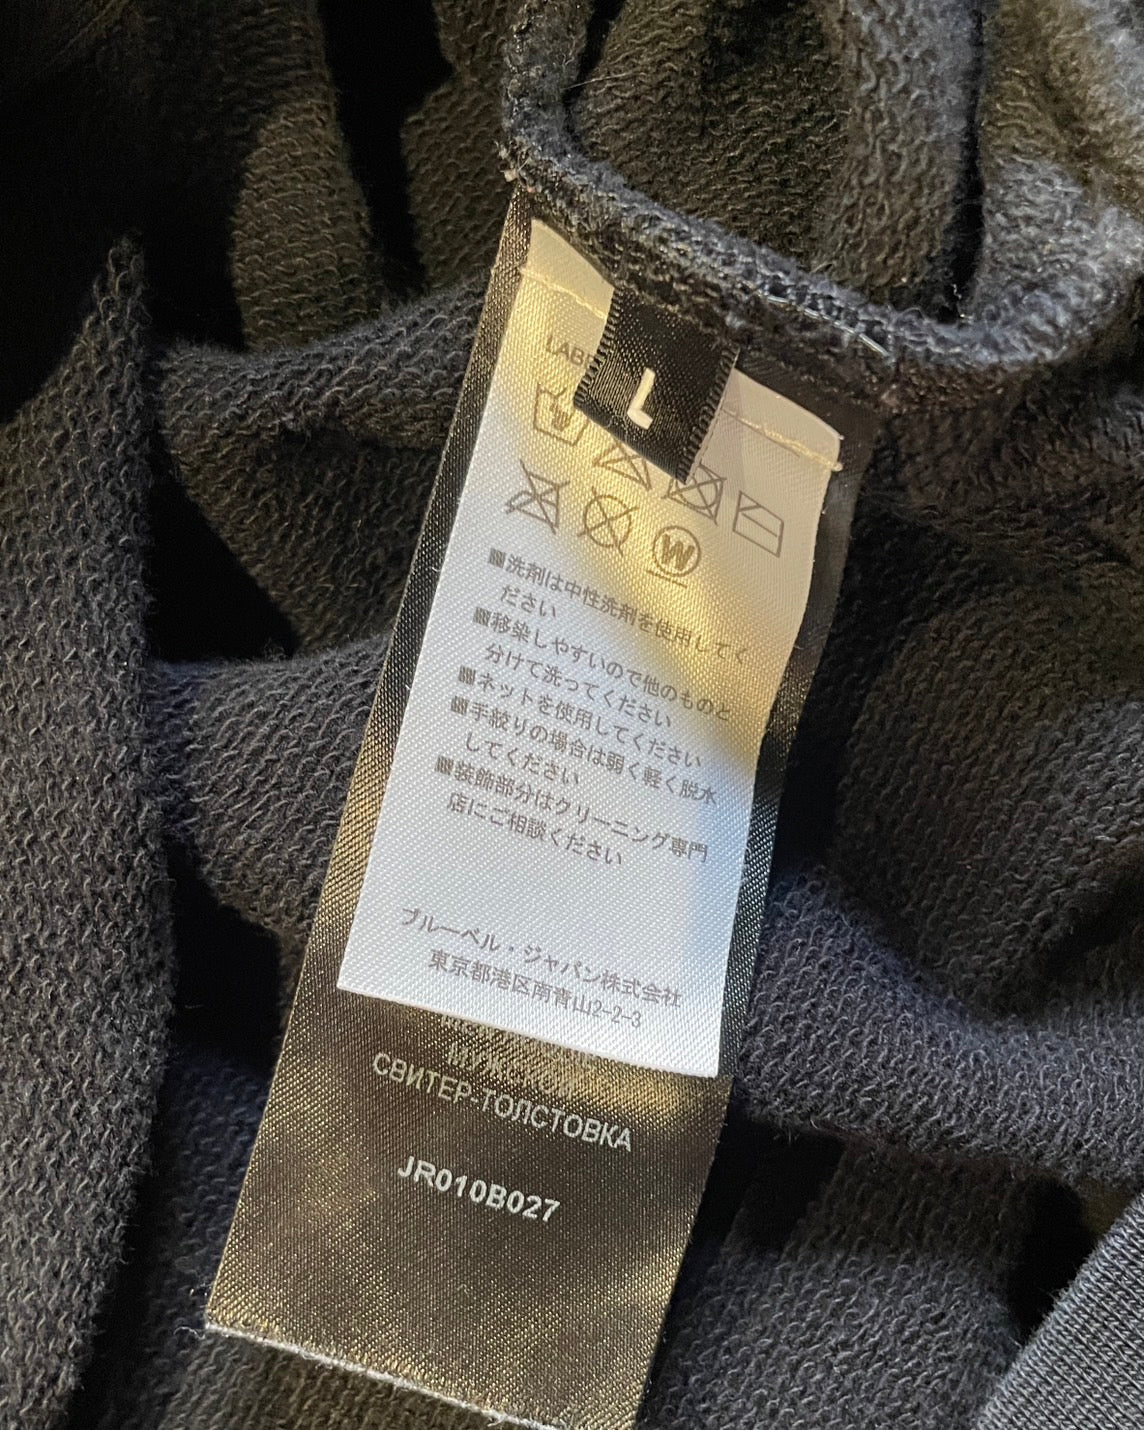 L
LAB
W
洗剤は中性洗剤を使用してく
ださい
移染しやすいので他のものと
分けて洗ってください
ネットを使用してください
手絞りの場合は弱く軽く脱水
してください
装飾部分はクリーニング専門
店にご相談ください
ブルーベル・ジャパン株式会社
東京都港区南青山2-2-3
МУЖСКОЙ
СВИТЕР-ТОЛСТОВКА
JR010B027